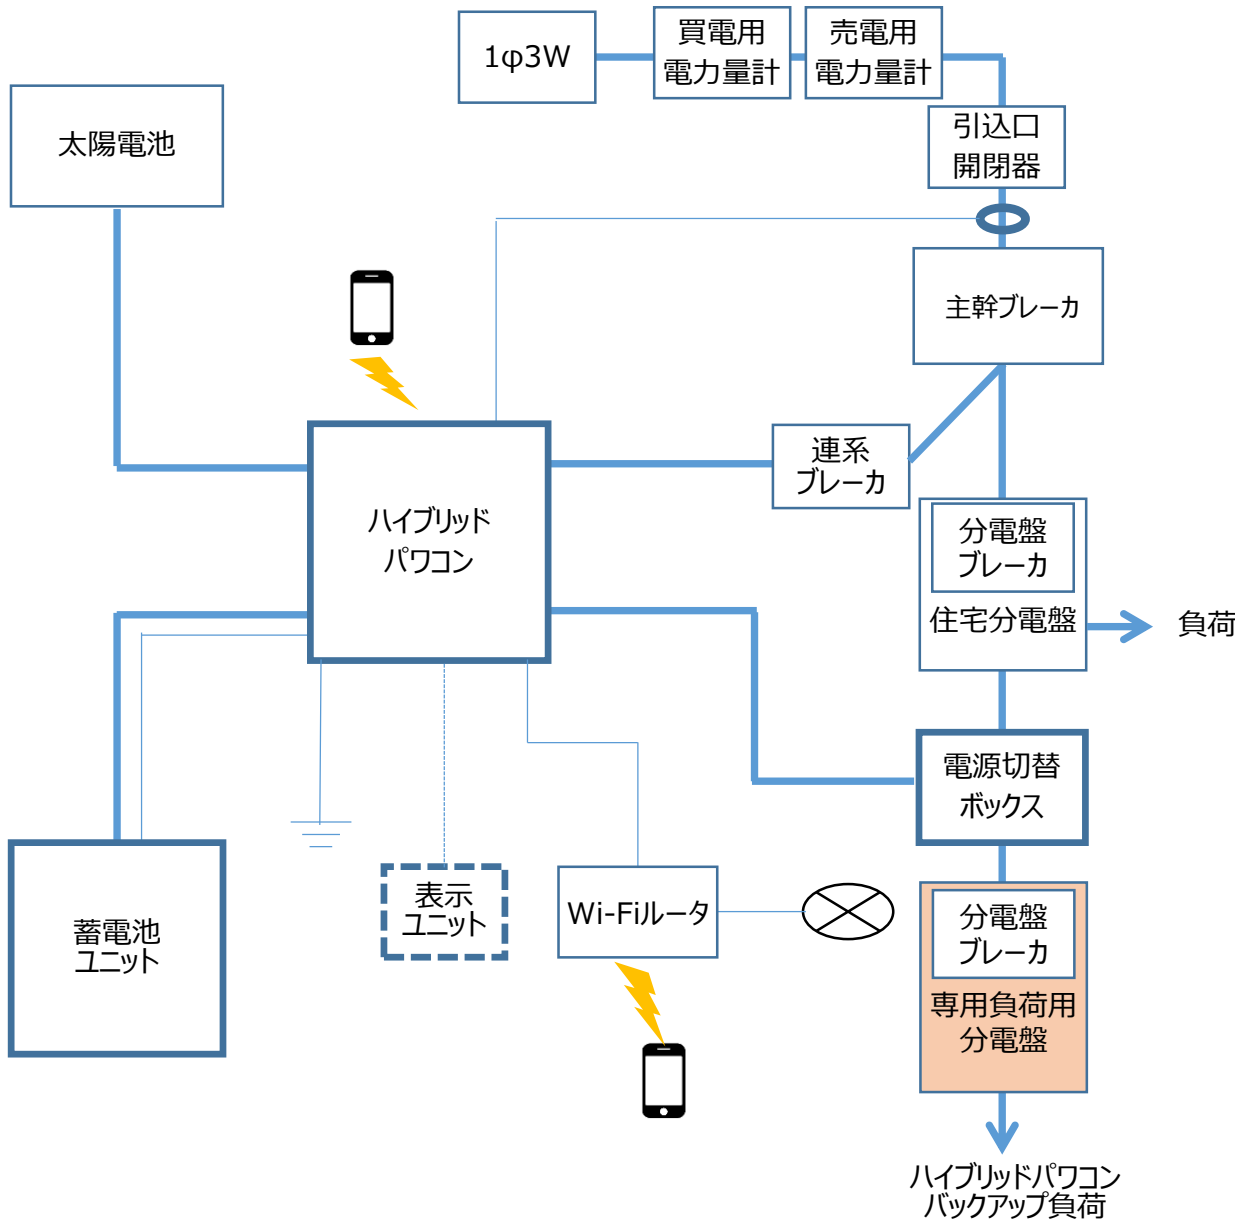 1φ3W
買電用
電力量計
売電用
電力量計
引込口
開閉器
太陽電池
主幹ブレーカ
連系
ブレーカ
ハイブリッド
パワコン
分電盤
ブレーカ
住宅分電盤
負荷
電源切替
ボックス
表示
ユニット
Wi-Fiルータ
蓄電池
ユニット
分電盤
ブレーカ
専用負荷用
分電盤
ハイブリッドパワコン
バックアップ負荷